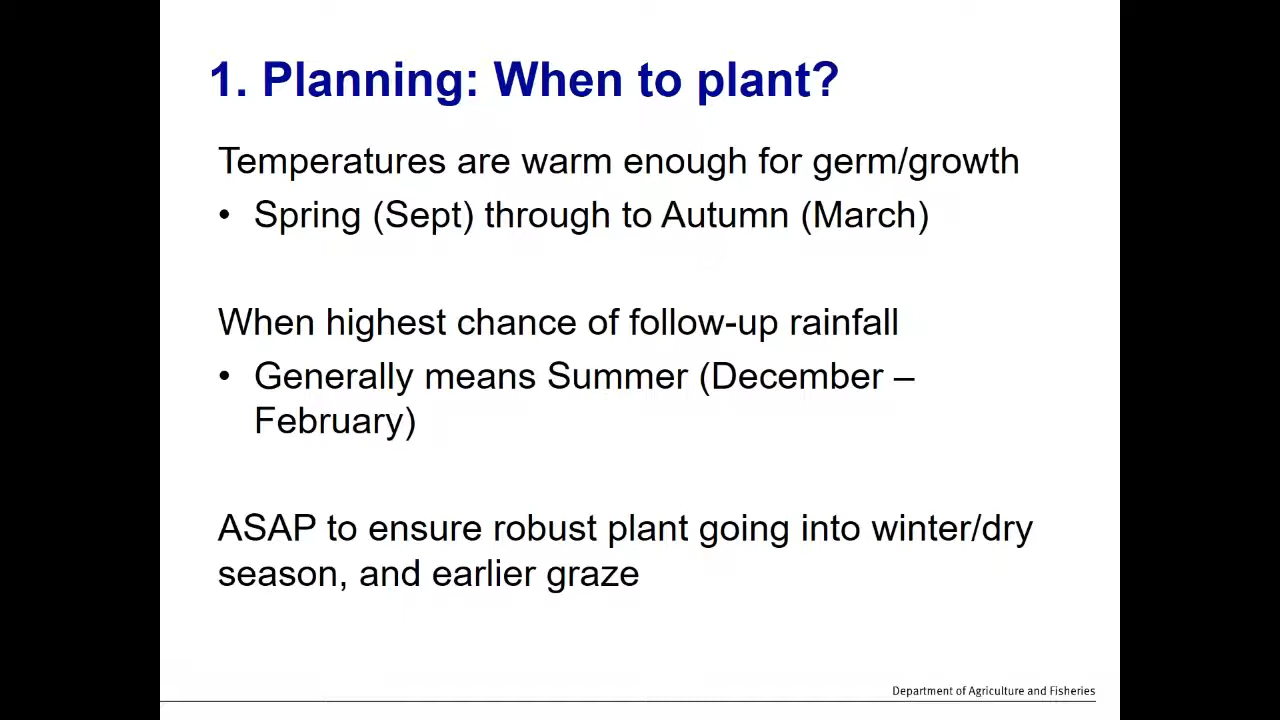 1. Planning: When to plant?
Temperatures are warm enough for germ/growth
• Spring (Sept) through to Autumn (March)
When highest chance of follow-up rainfall
• Generally means Summer (December –
February)
ASAP to ensure robust plant going into winter/dry
season, and earlier graze
Department of Agriculture and Fisheries